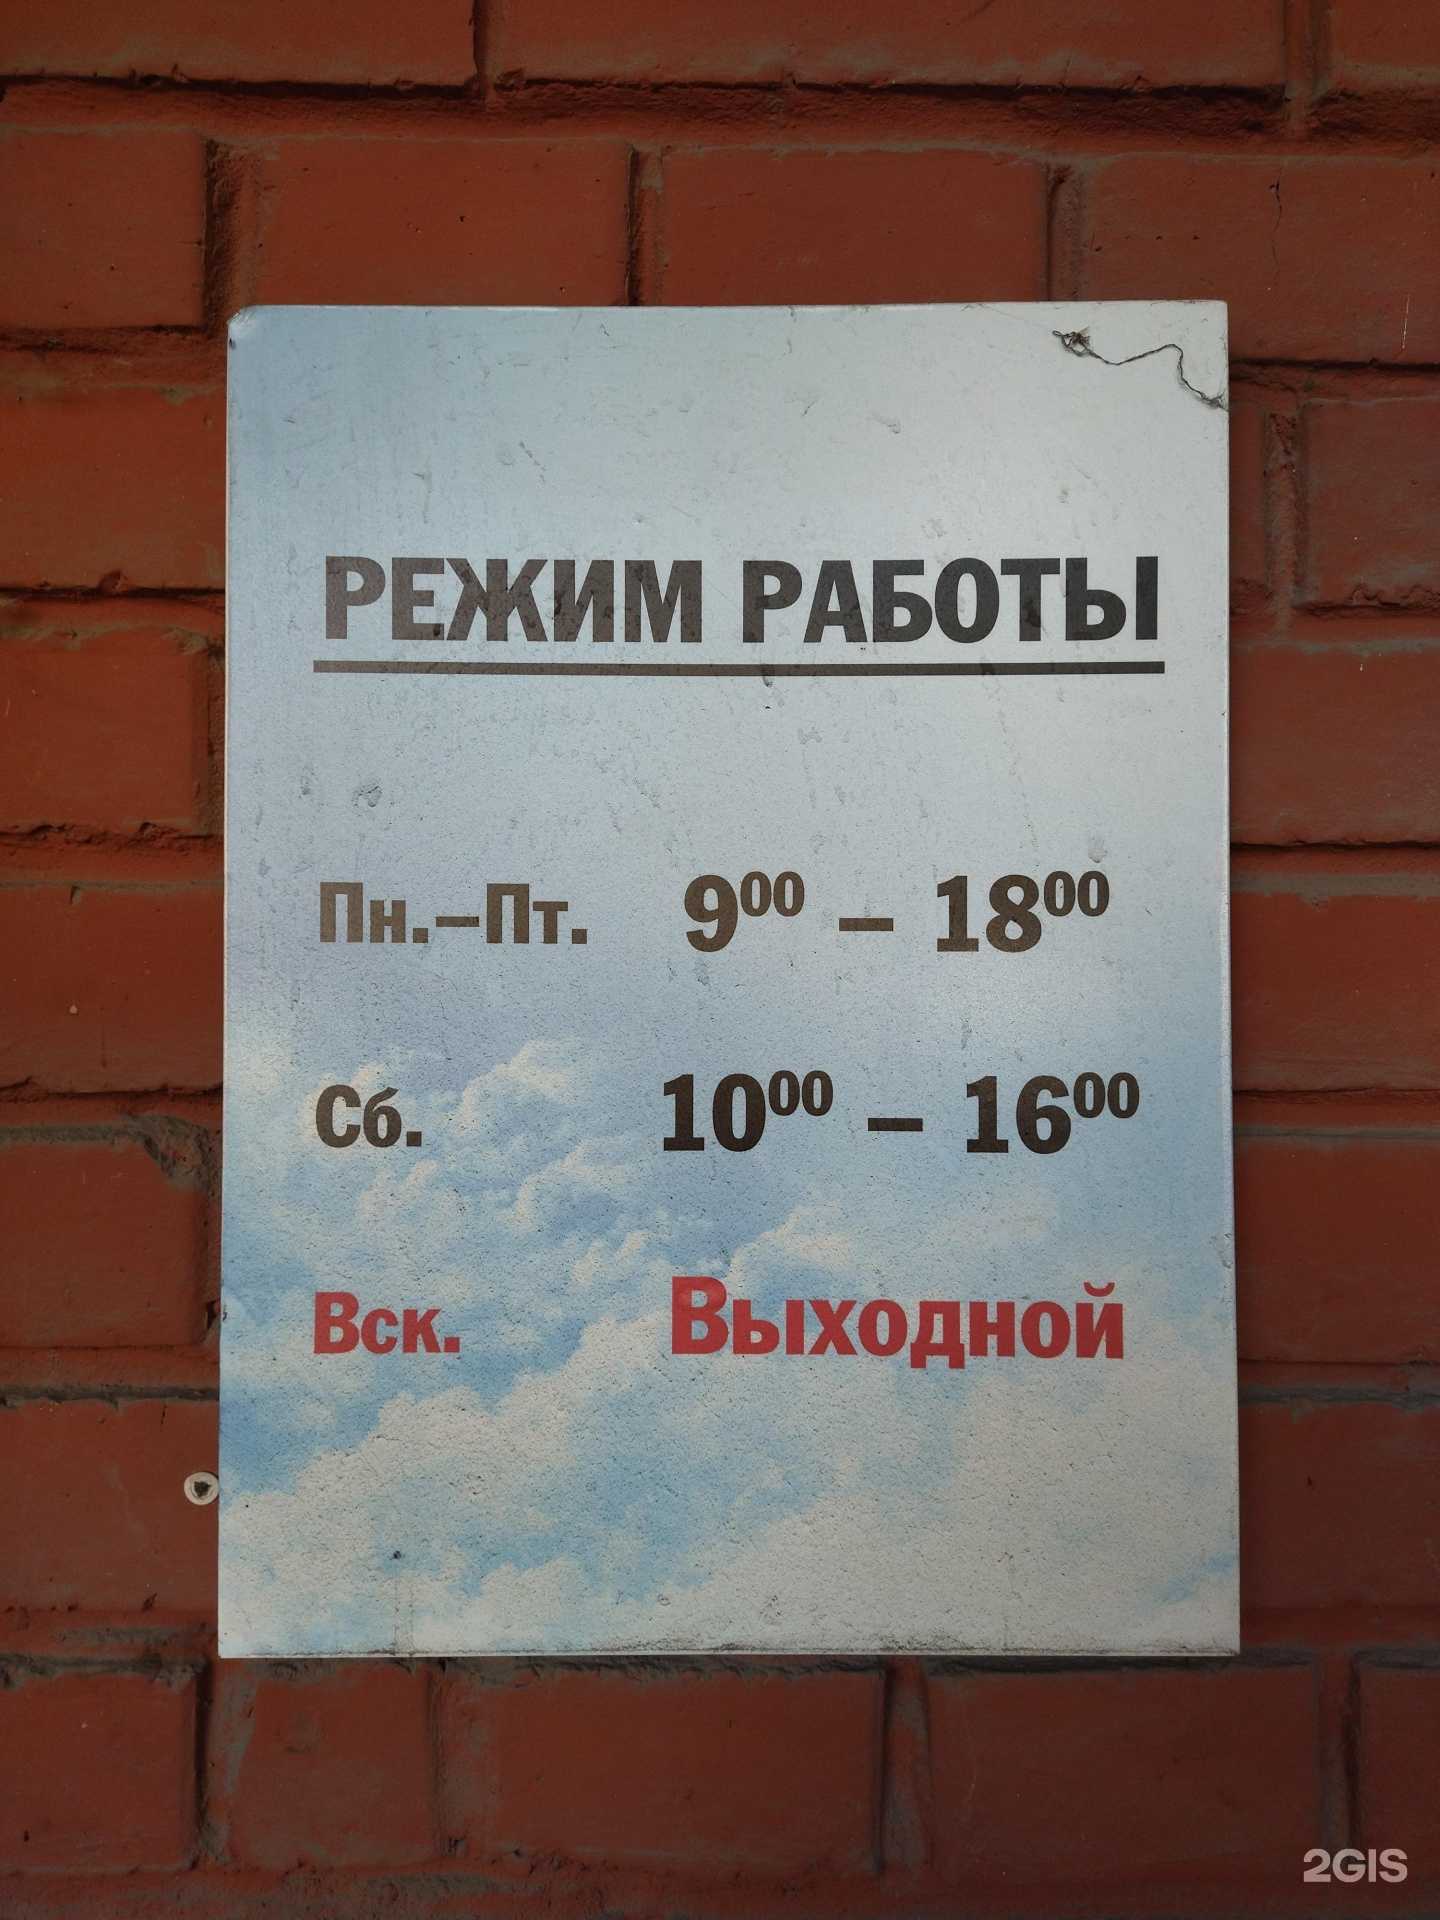 РЕЖИМ РАБОТЫ
Пн.–Пт. 9⁰⁰ – 18⁰⁰
Сб. 10⁰⁰ – 16⁰⁰
Вск. Выходной
2GIS